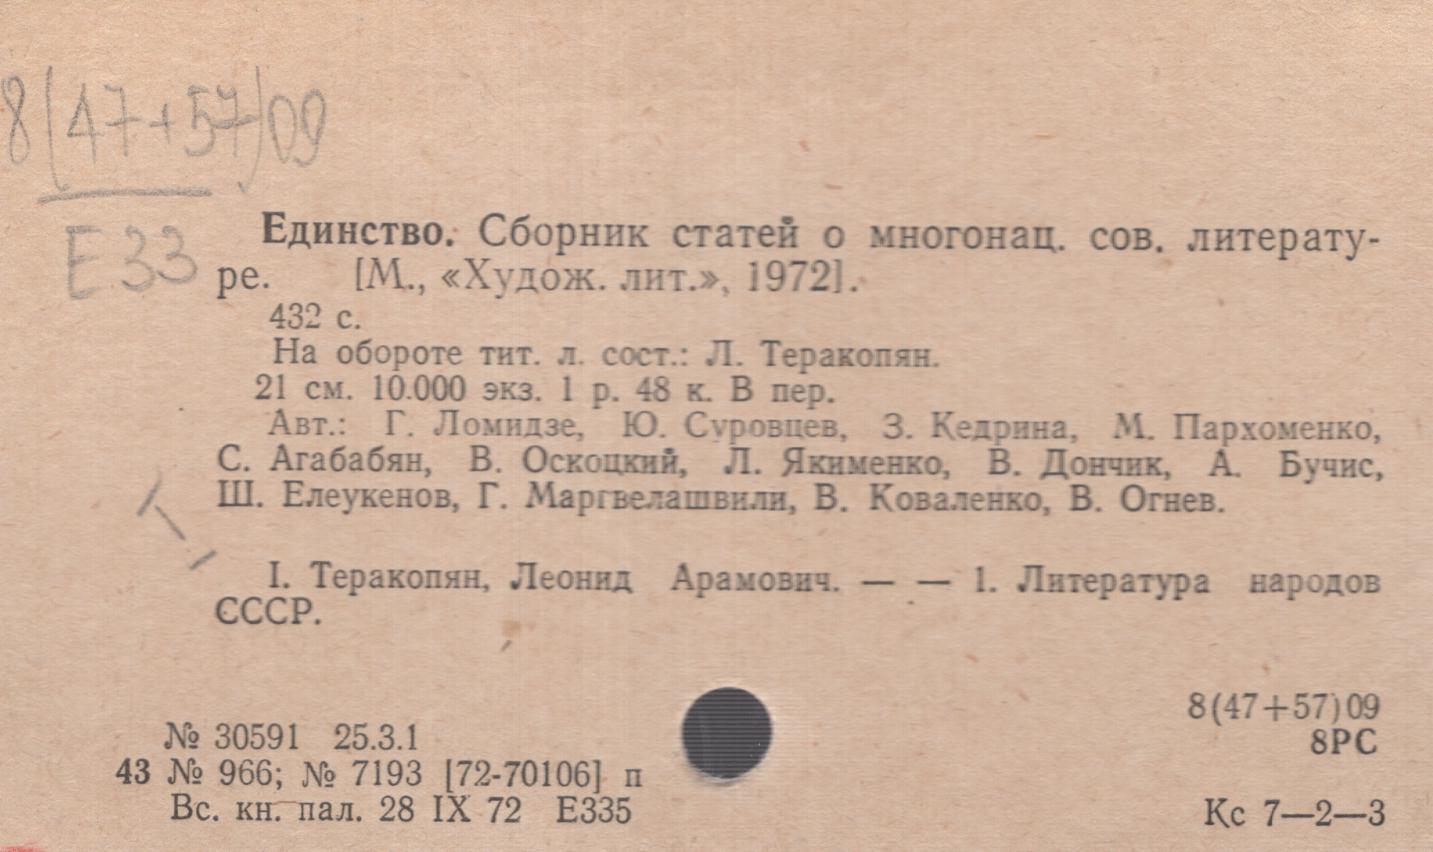 8(47+57)09
Е33
Единство. Сборник статей о многонац. сов. литерату-
ре. [М., «Худож. лит.», 1972].
432 с.
На обороте тит. л. сост.: Л. Теракопян.
21 см. 10.000 экз. 1 р. 48 к. В пер.
Авт.: Г. Ломидзе, Ю. Суровцев, З. Кедрина, М. Пархоменко,
С. Агабабян, В. Оскоцкий, Л. Якименко, В. Дончик, А. Бучис,
Ш. Елеукенов, Г. Маргвелашвили, В. Коваленко, В. Огнев.
I. Теракопян, Леонид Арамович. — — 1. Литература народов
СССР.
8(47+57)09
8РС
№ 30591 25.3.1
43 № 966; № 7193 [72-70106] п
Вс. кн. пал. 28 IX 72 Е335
Кс 7—2—3